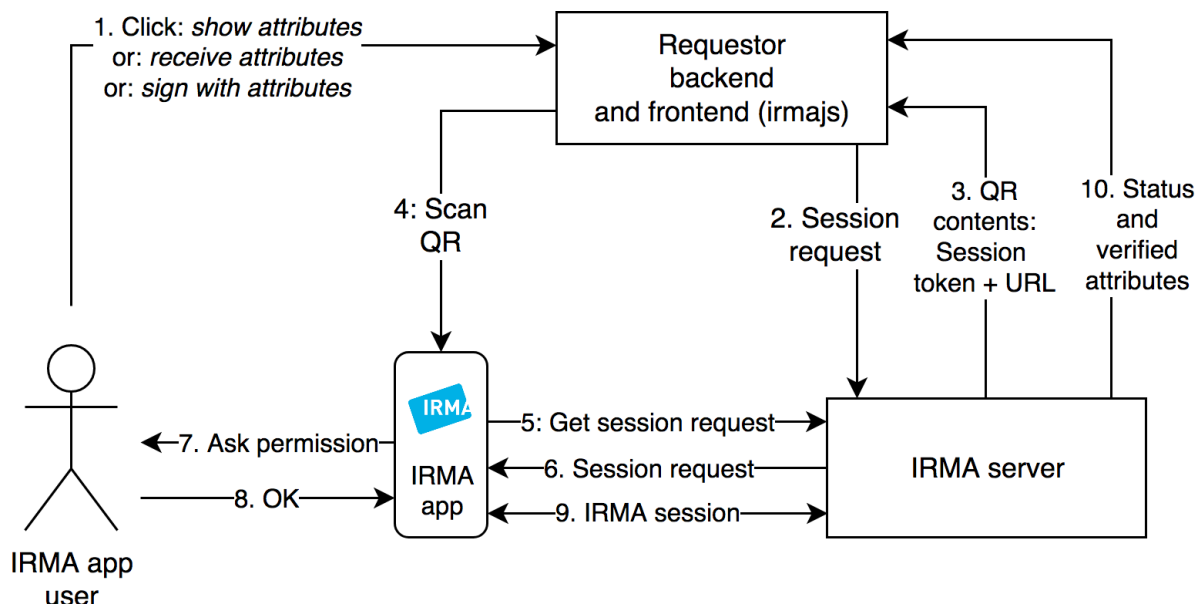 1. Click: show attributes
or: receive attributes
or: sign with attributes
Requestor
backend
and frontend (irmajs)
4: Scan
QR
2. Session
request
3. QR
contents:
Session
token + URL
10. Status
and
verified
attributes
IRMA
IRMA
app
5: Get session request
6. Session request
7. Ask permission
8. OK
9. IRMA session
IRMA server
IRMA app
user